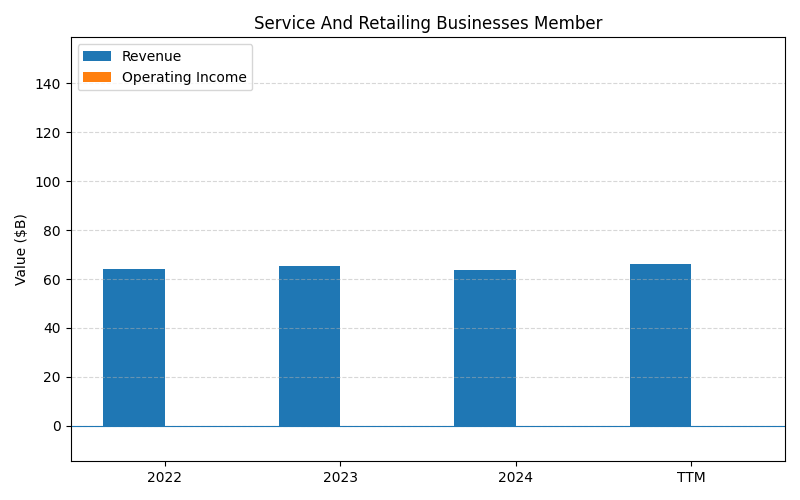 Service And Retailing Businesses Member
Revenue
Operating Income
Value ($B)
140
120
100
80
60
40
20
0
2022
2023
2024
TTM